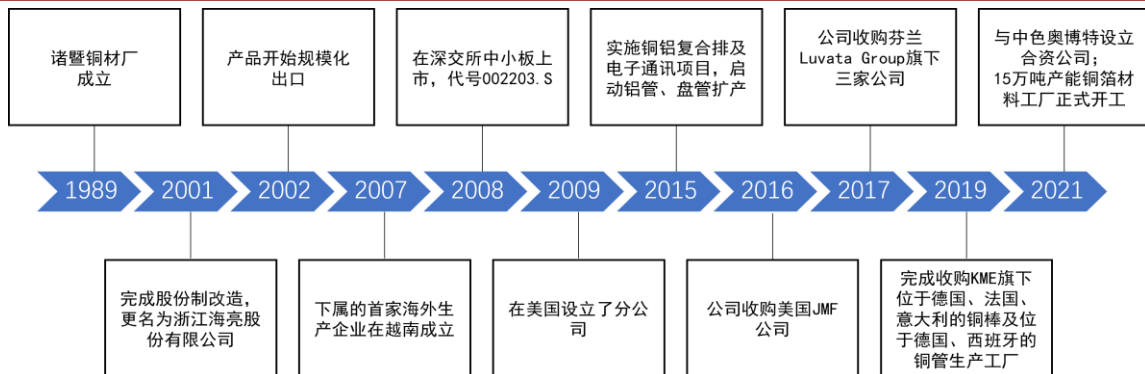 诸暨铜材厂
成立
产品开始规模化
出口
在深交所中小板上
市，代号002203.S
实施铜铝复合排及
电子通讯项目，启
动铝管、盘管扩产
公司收购芬兰
Luvata Group旗下
三家公司
与中色奥博特设立
合资公司；
15万吨产能铜箔材
料工厂正式开工
1989
2001
2002
2007
2008
2009
2015
2016
2017
2019
2021
完成股份制改造，
更名为浙江海亮股
份有限公司
下属的首家海外生
产企业在越南成立
在美国设立了分公
司
公司收购美国JMF
公司
完成收购KME旗下
位于德国、法国、
意大利的铜棒及位
于德国、西班牙的
铜管生产工厂